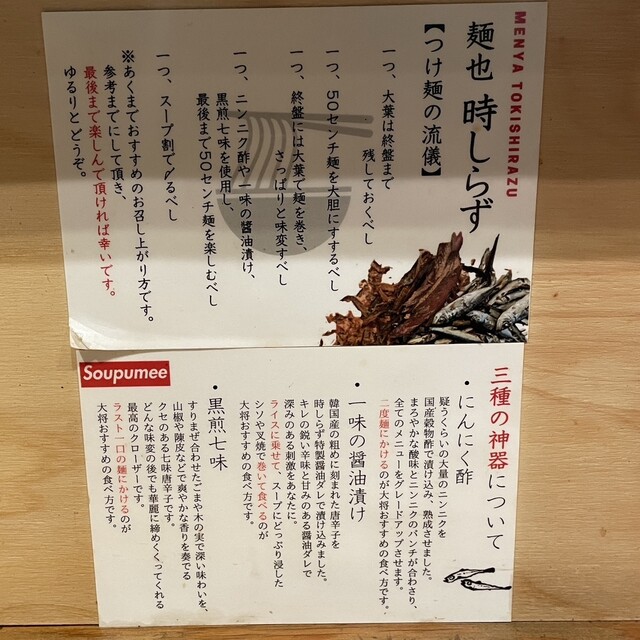 MENYA TOKISHIRAZU
麺也 時しらず
【つけ麺の流儀】
一つ、大葉は終盤まで
残しておくべし
一つ、50センチ麺を大胆にすするべし
一つ、終盤には大葉で麺を巻き、
さっぱりと味変すべし
一つ、ニンニク酢や一味の醤油漬け、
黒煎七味を使用し、
最後まで50センチ麺を楽しむべし
一つ、スープ割で〆るべし
※あくまでおすすめのお召し上がり方です。
参考までにして頂き、
最後まで楽しんで頂ければ幸いです。
ゆるりとどうぞ。
Soupumee
三種の神器について
・にんにく酢
疑うくらいの大量のニンニクを
国産穀物酢で漬け込み、熟成させました。
まろやかな酸味とニンニクのパンチが合わさり、
全てのメニューをグレードアップさせます。
二度麺にかけるのが大将おすすめの食べ方です。
・一味の醤油漬け
韓国産の粗めに刻まれた唐辛子を
時しらず特製醤油ダレで漬け込みました。
キレの鋭い辛味と甘みのある醤油ダレで
深みのある刺激をあなたに。
ライスに乗せて、スープにどっぷり浸した
シソや叉焼で巻いて食べるのが
大将おすすめの食べ方です。
・黒煎七味
すりまぜ合わせたごまや木の実で深い味わいを、
山椒や陳皮などで爽やかな香りを奏でる
クセのある七味唐辛子です。
どんな味変の後でも華麗に締めくくってくれる
最高のクローザーです。
ラスト一口の麺にかけるのが
大将おすすめの食べ方です。